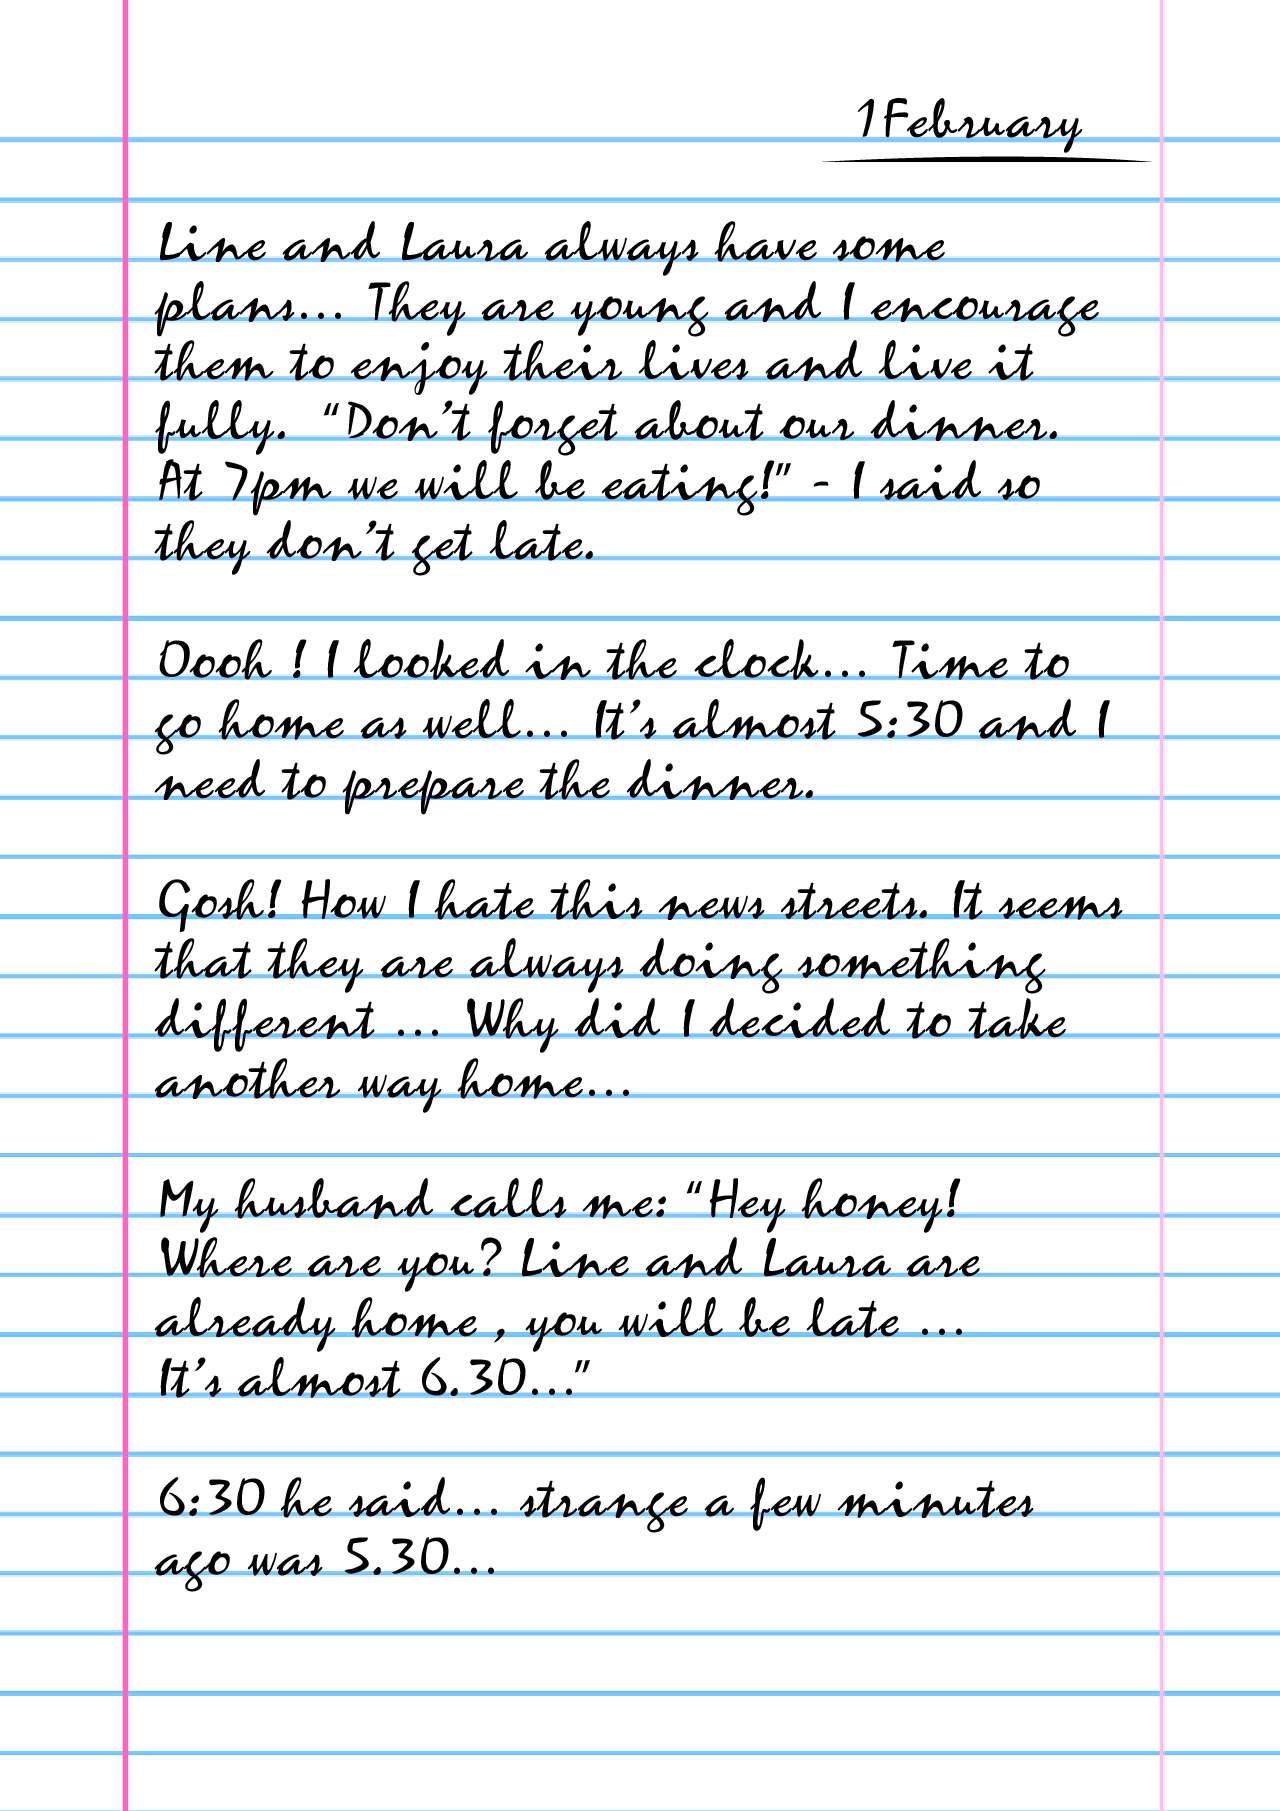 1February
Line and Laura always have some
plans... They are young and I encourage
them to enjoy their lives and live it
fully. "Don't forget about our dinner.
At 7pm we will be eating!" - I said so
they don't get late.
Oooh ! I looked in the clock... Time to
go home as well... It's almost 5:30 and I
need to prepare the dinner.
Gosh! How I hate this news streets. It seems
that they are always doing something
different ... Why did I decided to take
another way home...
My husband calls me: "Hey honey!
Where are you? Line and Laura are
already home , you will be late ...
It's almost 6.30..."
6:30 he said... strange a few minutes
ago was 5.30...